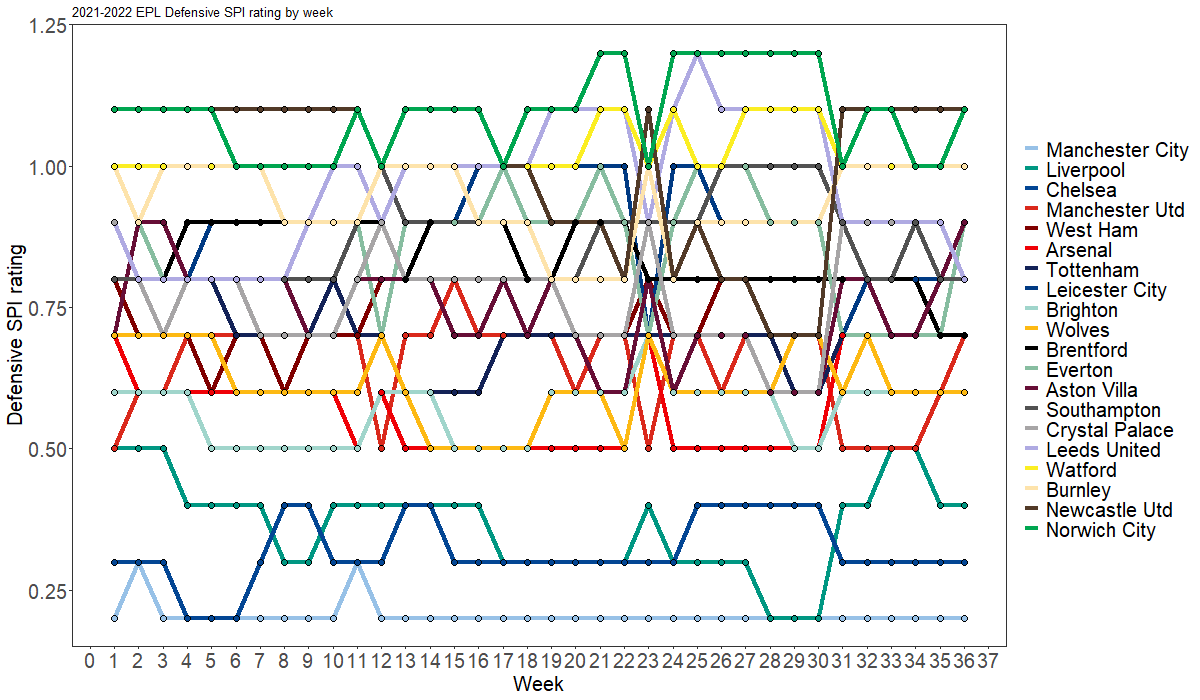 2021-2022 EPL Defensive SPI rating by week
1.25
1.00
0.75
0.50
0.25
Defensive SPI rating
0 1 2 3 4 5 6 7 8 9 10 11 12 13 14 15 16 17 18 19 20 21 22 23 24 25 26 27 28 29 30 31 32 33 34 35 36 37
Week
Manchester City
Liverpool
Chelsea
Manchester Utd
West Ham
Arsenal
Tottenham
Leicester City
Brighton
Wolves
Brentford
Everton
Aston Villa
Southampton
Crystal Palace
Leeds United
Watford
Burnley
Newcastle Utd
Norwich City